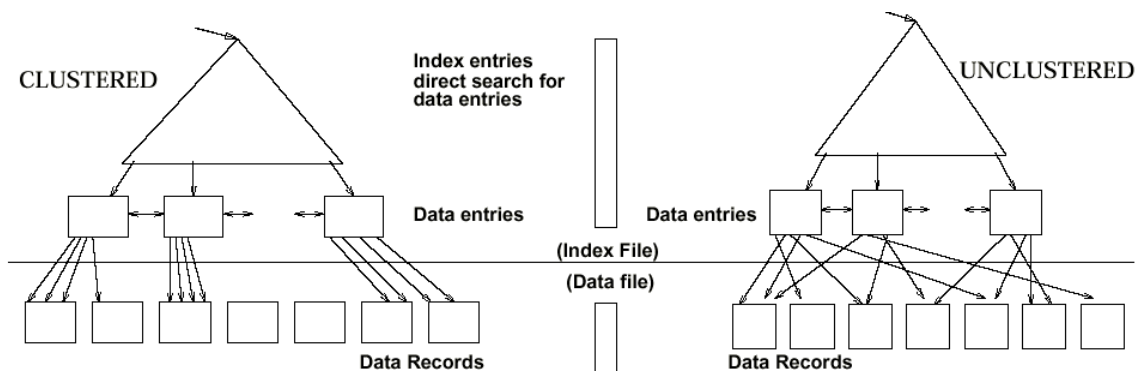 CLUSTERED
Index entries
direct search for
data entries
UNCLUSTERED
Data entries
Data entries
(Index File)
(Data file)
Data Records
Data Records